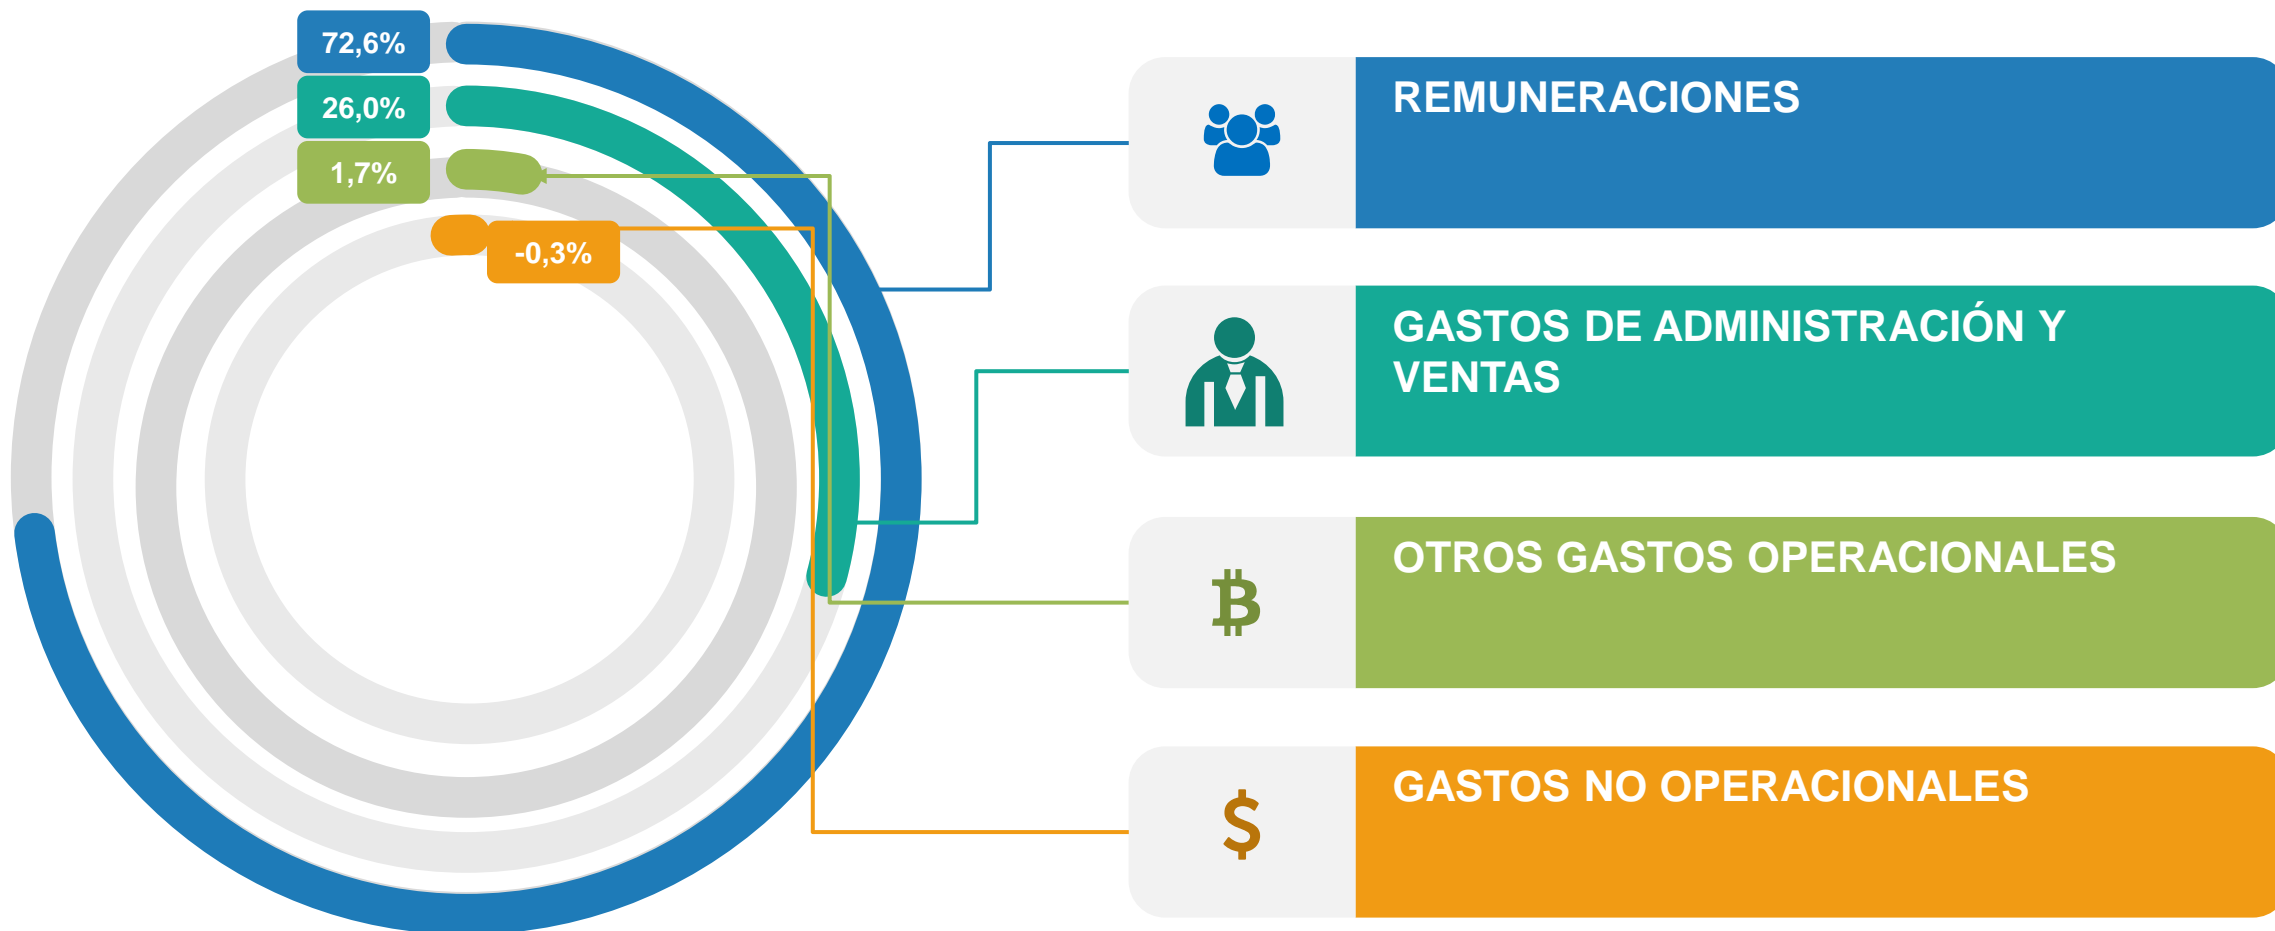 72,6%
26,0%
1,7%
-0,3%
REMUNERACIONES
GASTOS DE ADMINISTRACIÓN Y
VENTAS
OTROS GASTOS OPERACIONALES
GASTOS NO OPERACIONALES